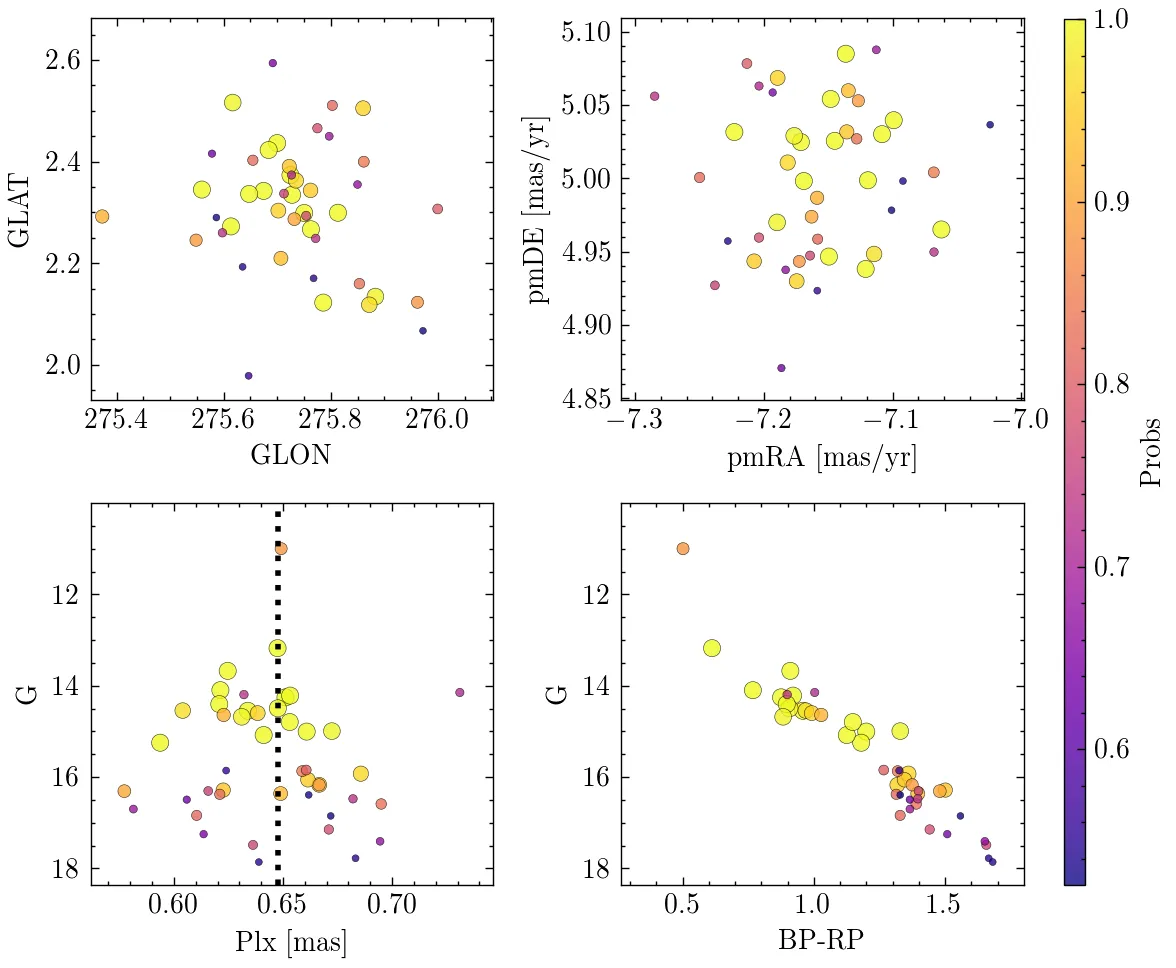 2.6
2.4
2.2
2.0
GLAT
275.4 275.6 275.8 276.0
GLON
5.10
5.05
5.00
4.95
4.90
4.85
pmDE [mas/yr]
−7.3 −7.2 −7.1 −7.0
pmRA [mas/yr]
12
14
16
18
G
0.60 0.65 0.70
Plx [mas]
12
14
16
18
G
0.5 1.0 1.5
BP-RP
1.0
0.9
0.8
0.7
0.6
Probs